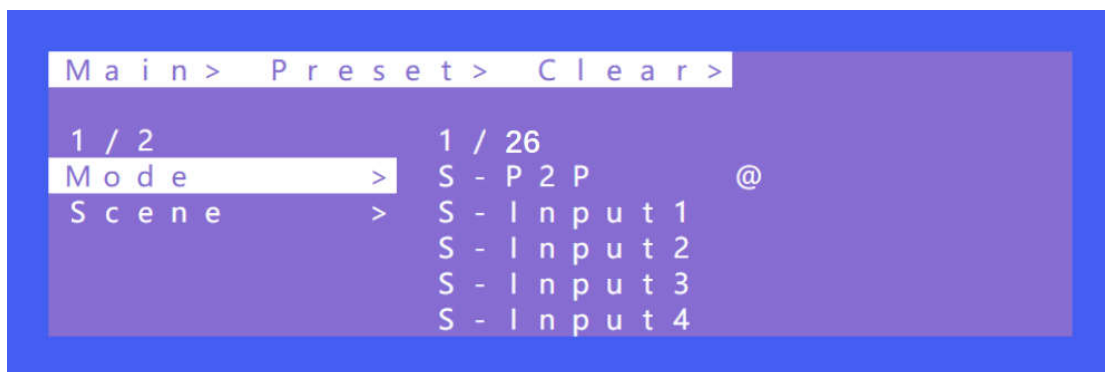 Main> Preset> Clear>
1/2 1/26
Mode > S-P2P @
Scene > S-Input1
S-Input2
S-Input3
S-Input4